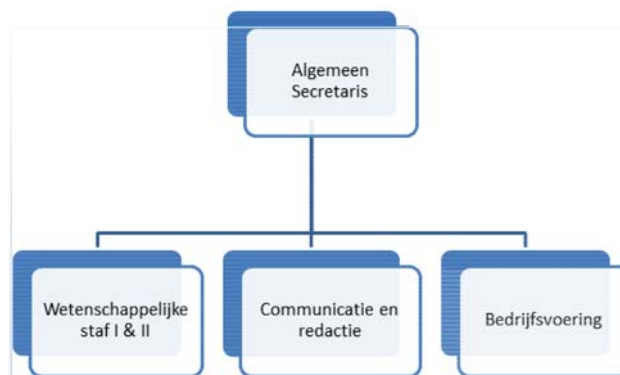 Algemeen
Secretaris
Wetenschappelijke
staf I & II
Communicatie en
redactie
Bedrijfsvoering